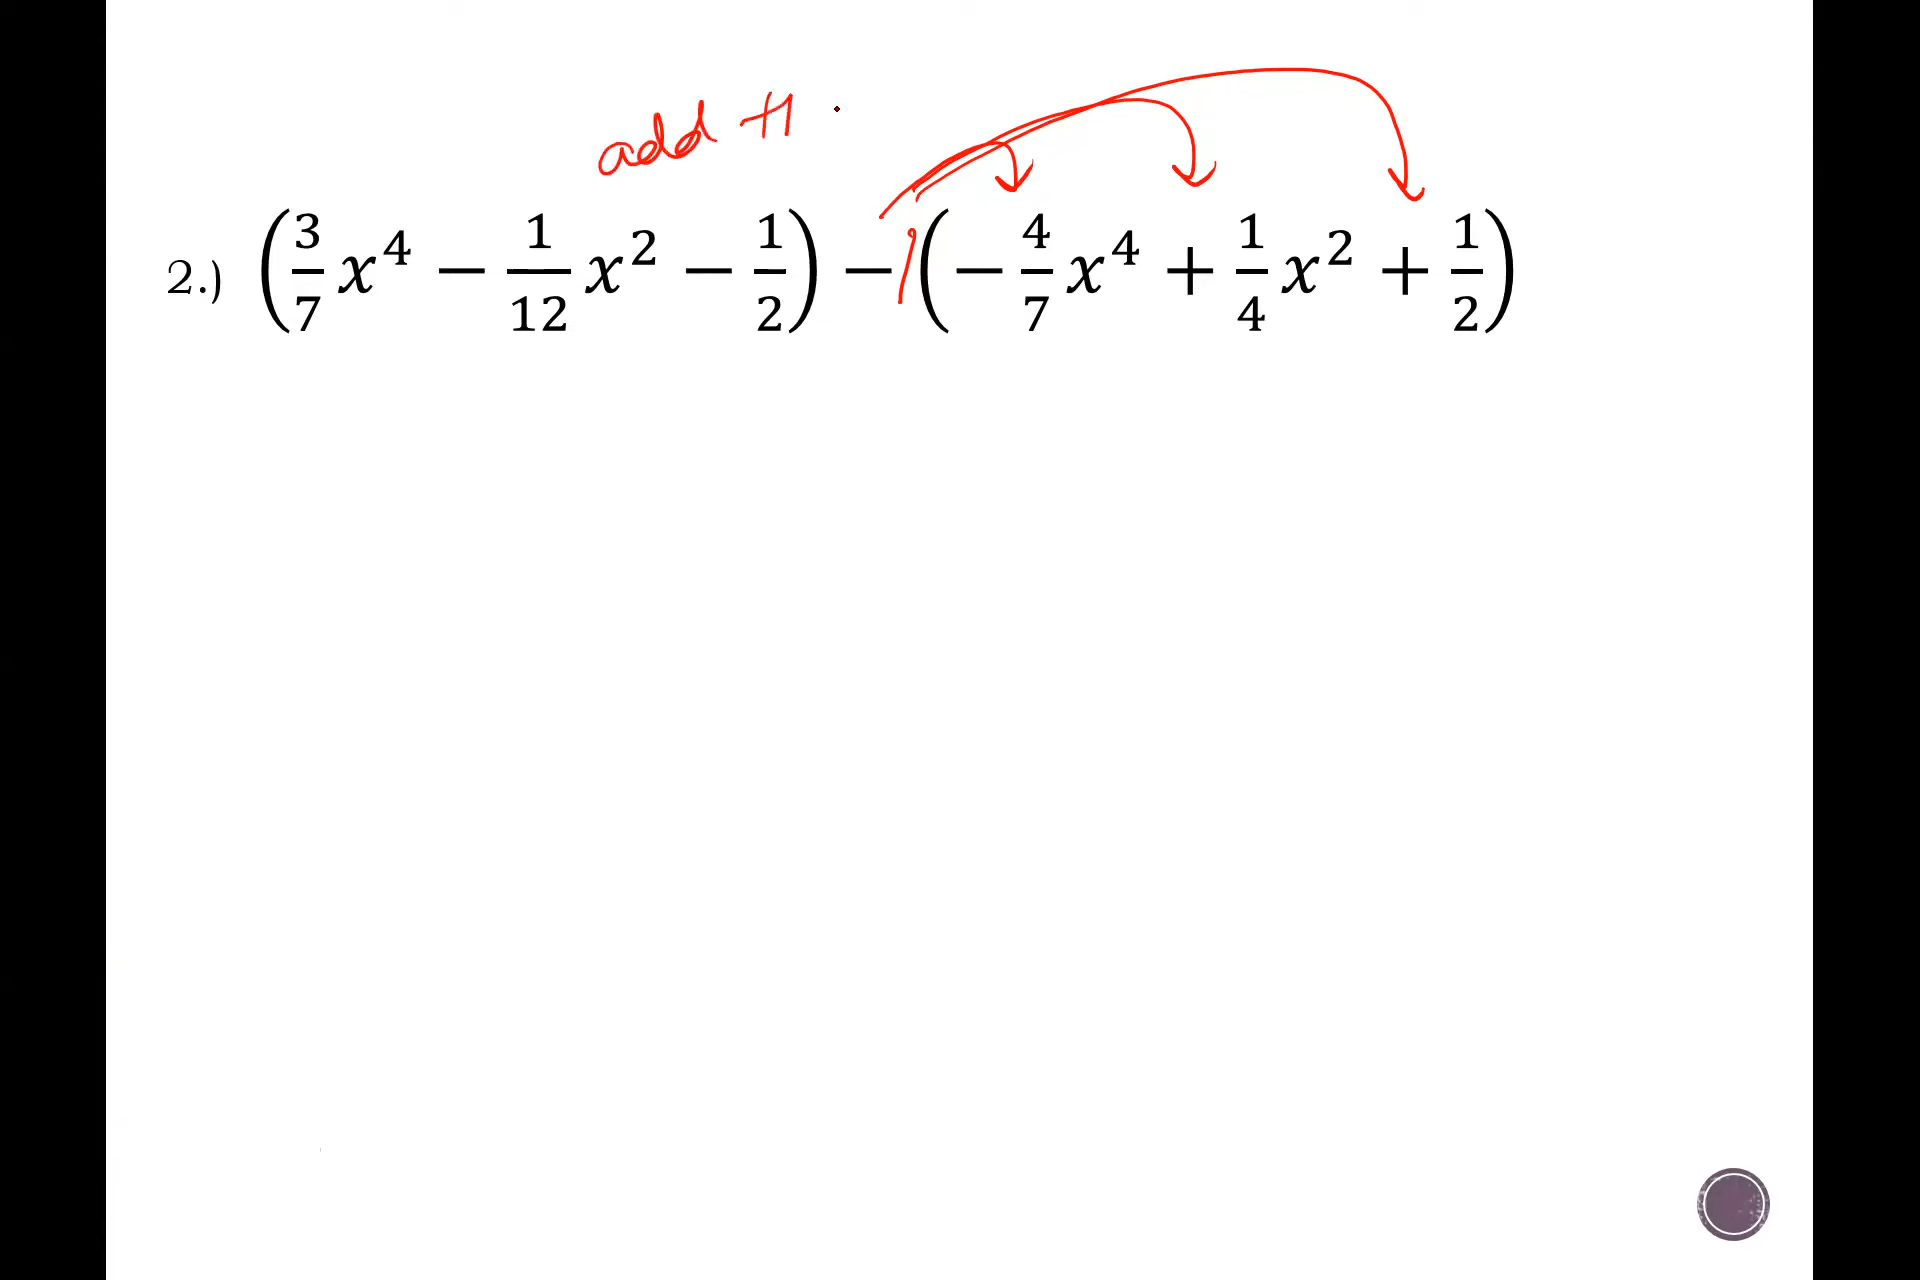 add +1
2.) (3/7 x^4 − 1/12 x^2 − 1/2) − 1(− 4/7 x^4 + 1/4 x^2 + 1/2)